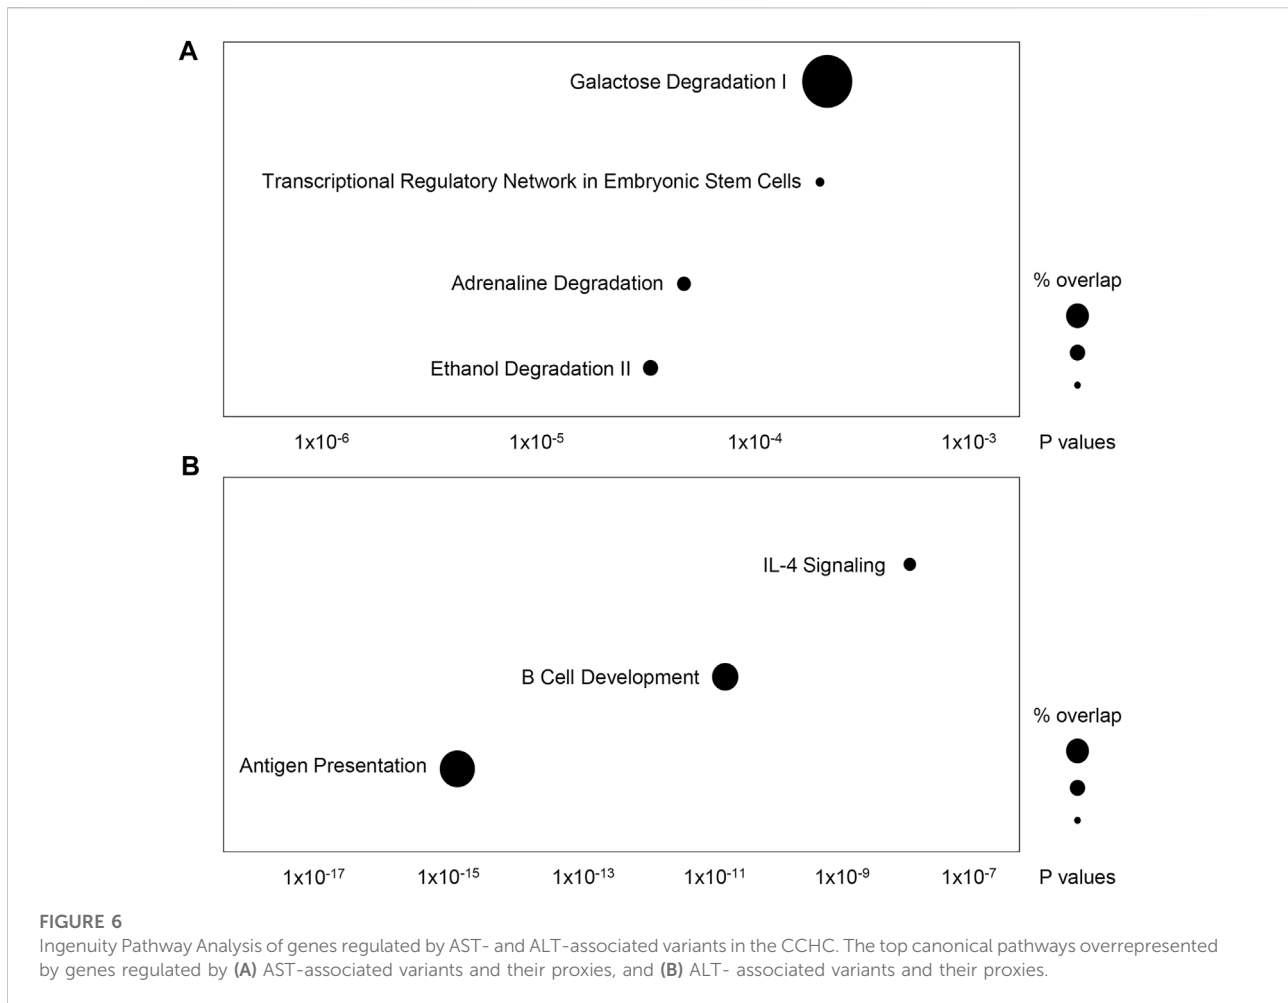 A
Galactose Degradation I
Transcriptional Regulatory Network in Embryonic Stem Cells
Adrenaline Degradation
% overlap
Ethanol Degradation II
1x10-6 1x10-5 1x10-4 1x10-3 P values
B
IL-4 Signaling
B Cell Development
% overlap
Antigen Presentation
1x10-17 1x10-15 1x10-13 1x10-11 1x10-9 1x10-7 P values
FIGURE 6
Ingenuity Pathway Analysis of genes regulated by AST- and ALT-associated variants in the CCHC. The top canonical pathways overrepresented
by genes regulated by (A) AST-associated variants and their proxies, and (B) ALT- associated variants and their proxies.